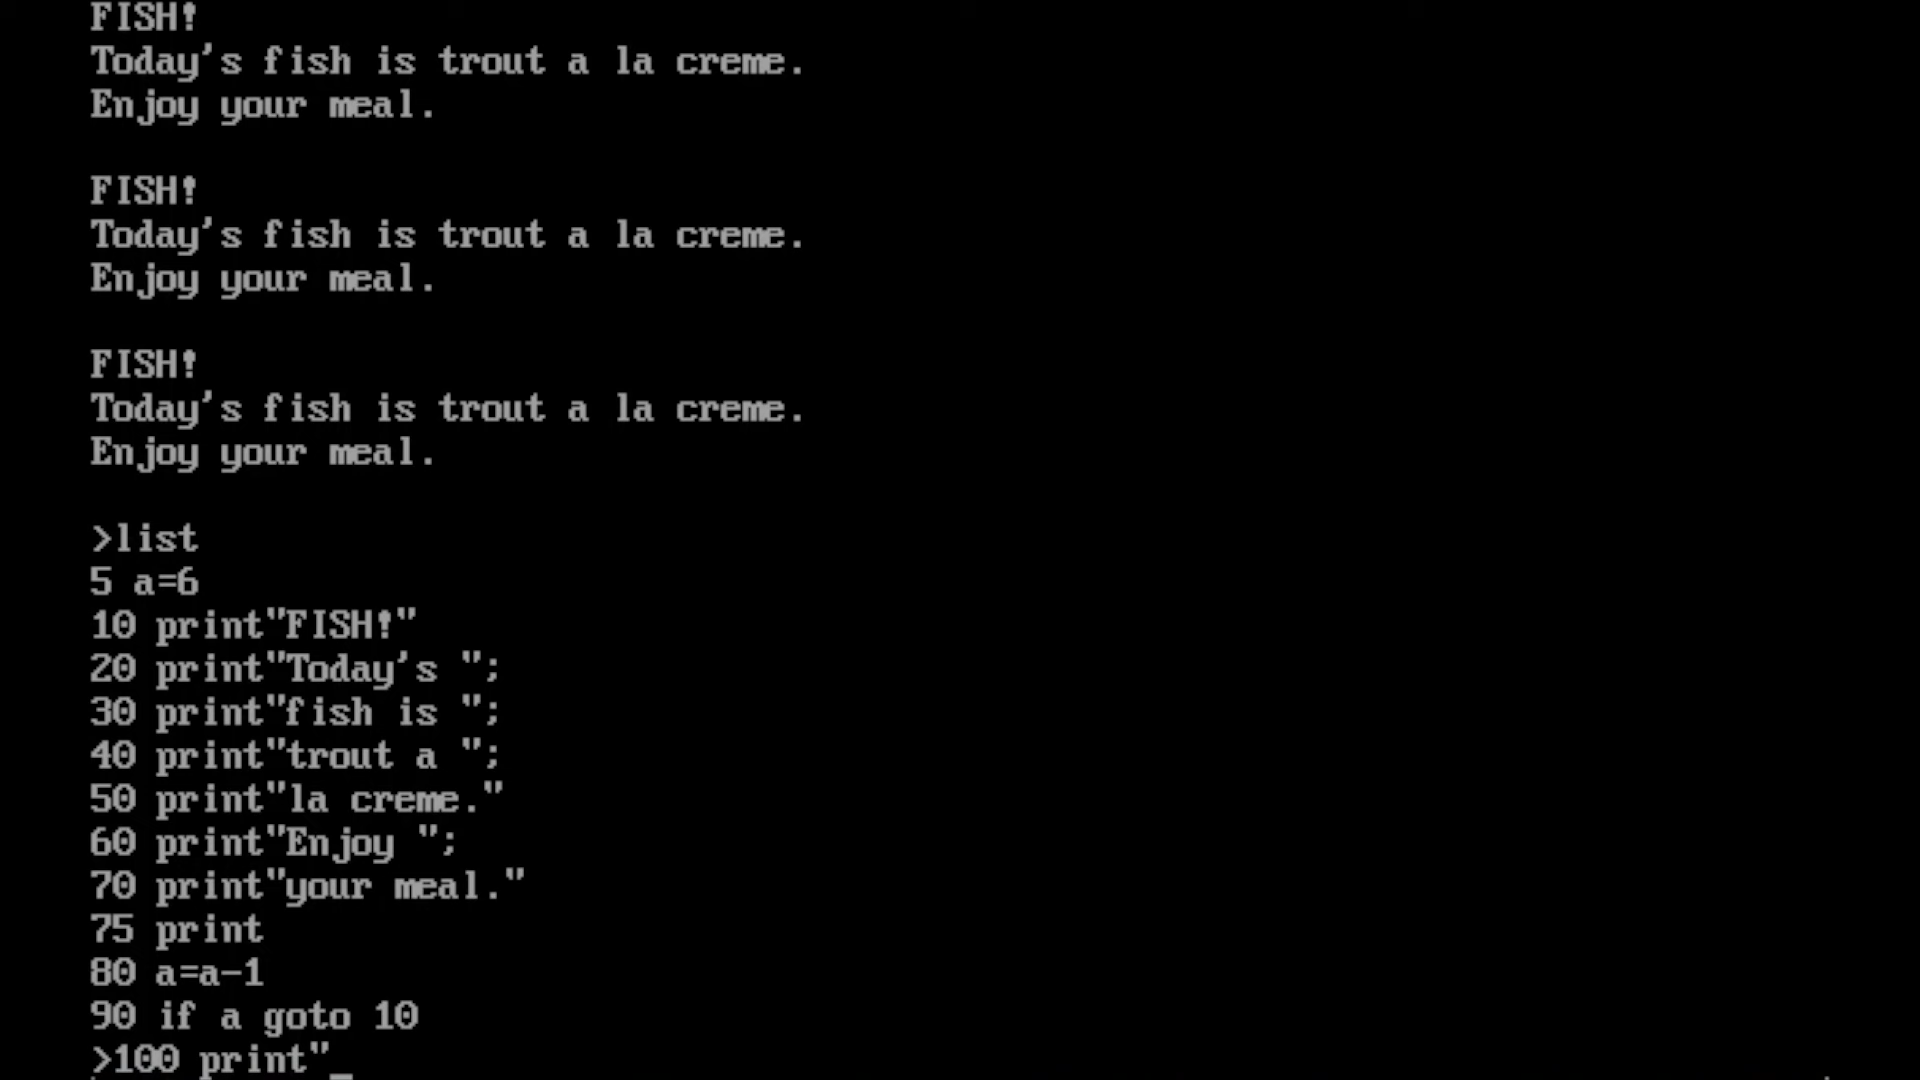 FISH!
Today's fish is trout a la creme.
Enjoy your meal.
FISH!
Today's fish is trout a la creme.
Enjoy your meal.
FISH!
Today's fish is trout a la creme.
Enjoy your meal.
>list
5 a=6
10 print"FISH!"
20 print"Today's ";
30 print"fish is ";
40 print"trout a ";
50 print"la creme."
60 print"Enjoy ";
70 print"your meal."
75 print
80 a=a-1
90 if a goto 10
>100 print"_